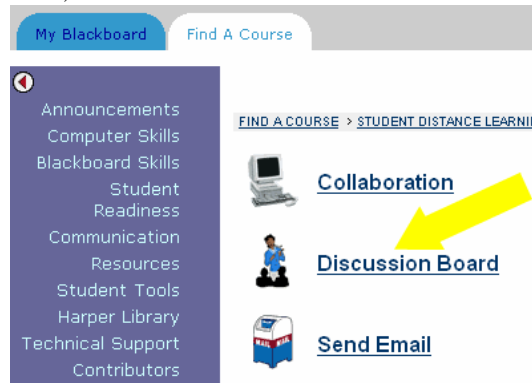 My Blackboard
Find A Course
Announcements
Computer Skills
Blackboard Skills
Student
Readiness
Communication
Resources
Student Tools
Harper Library
Technical Support
Contributors
FIND A COURSE > STUDENT DISTANCE LEARNI
Collaboration
Discussion Board
Send Email